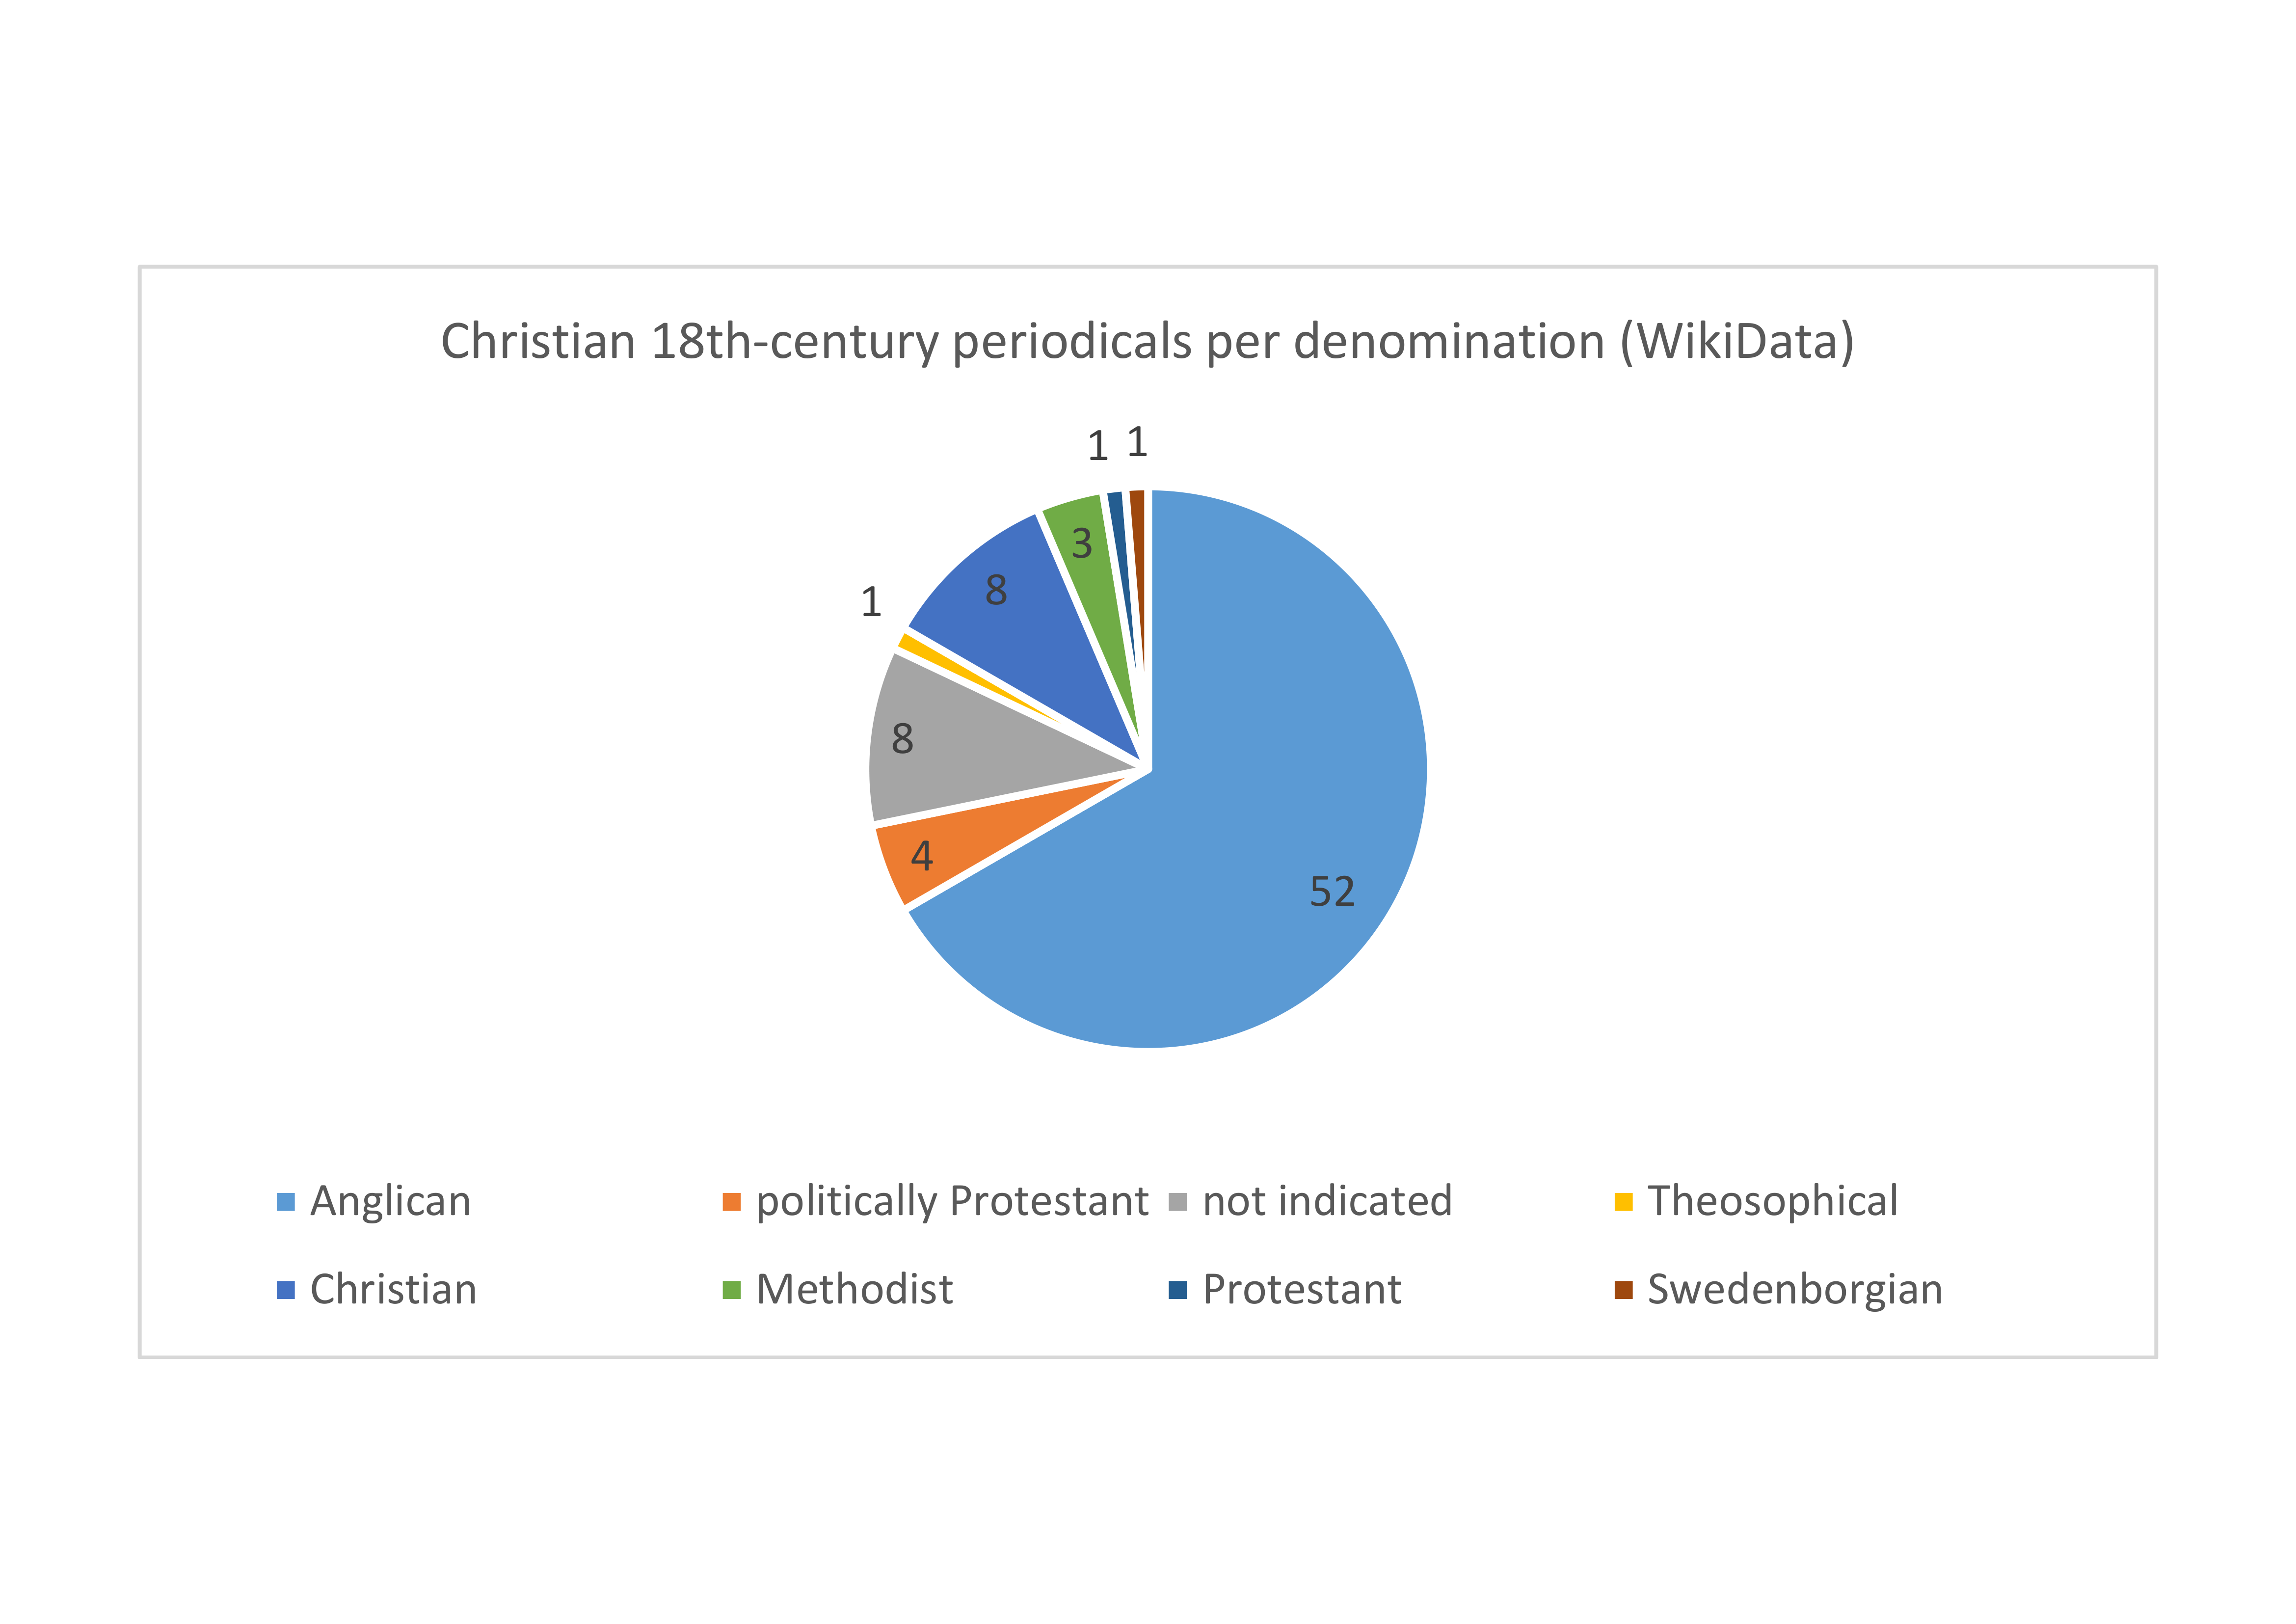 Christian 18th-century periodicals per denomination (WikiData)
1 1
3
8
1
8
4
52
Anglican politically Protestant not indicated Theosophical
Christian Methodist Protestant Swedenborgian